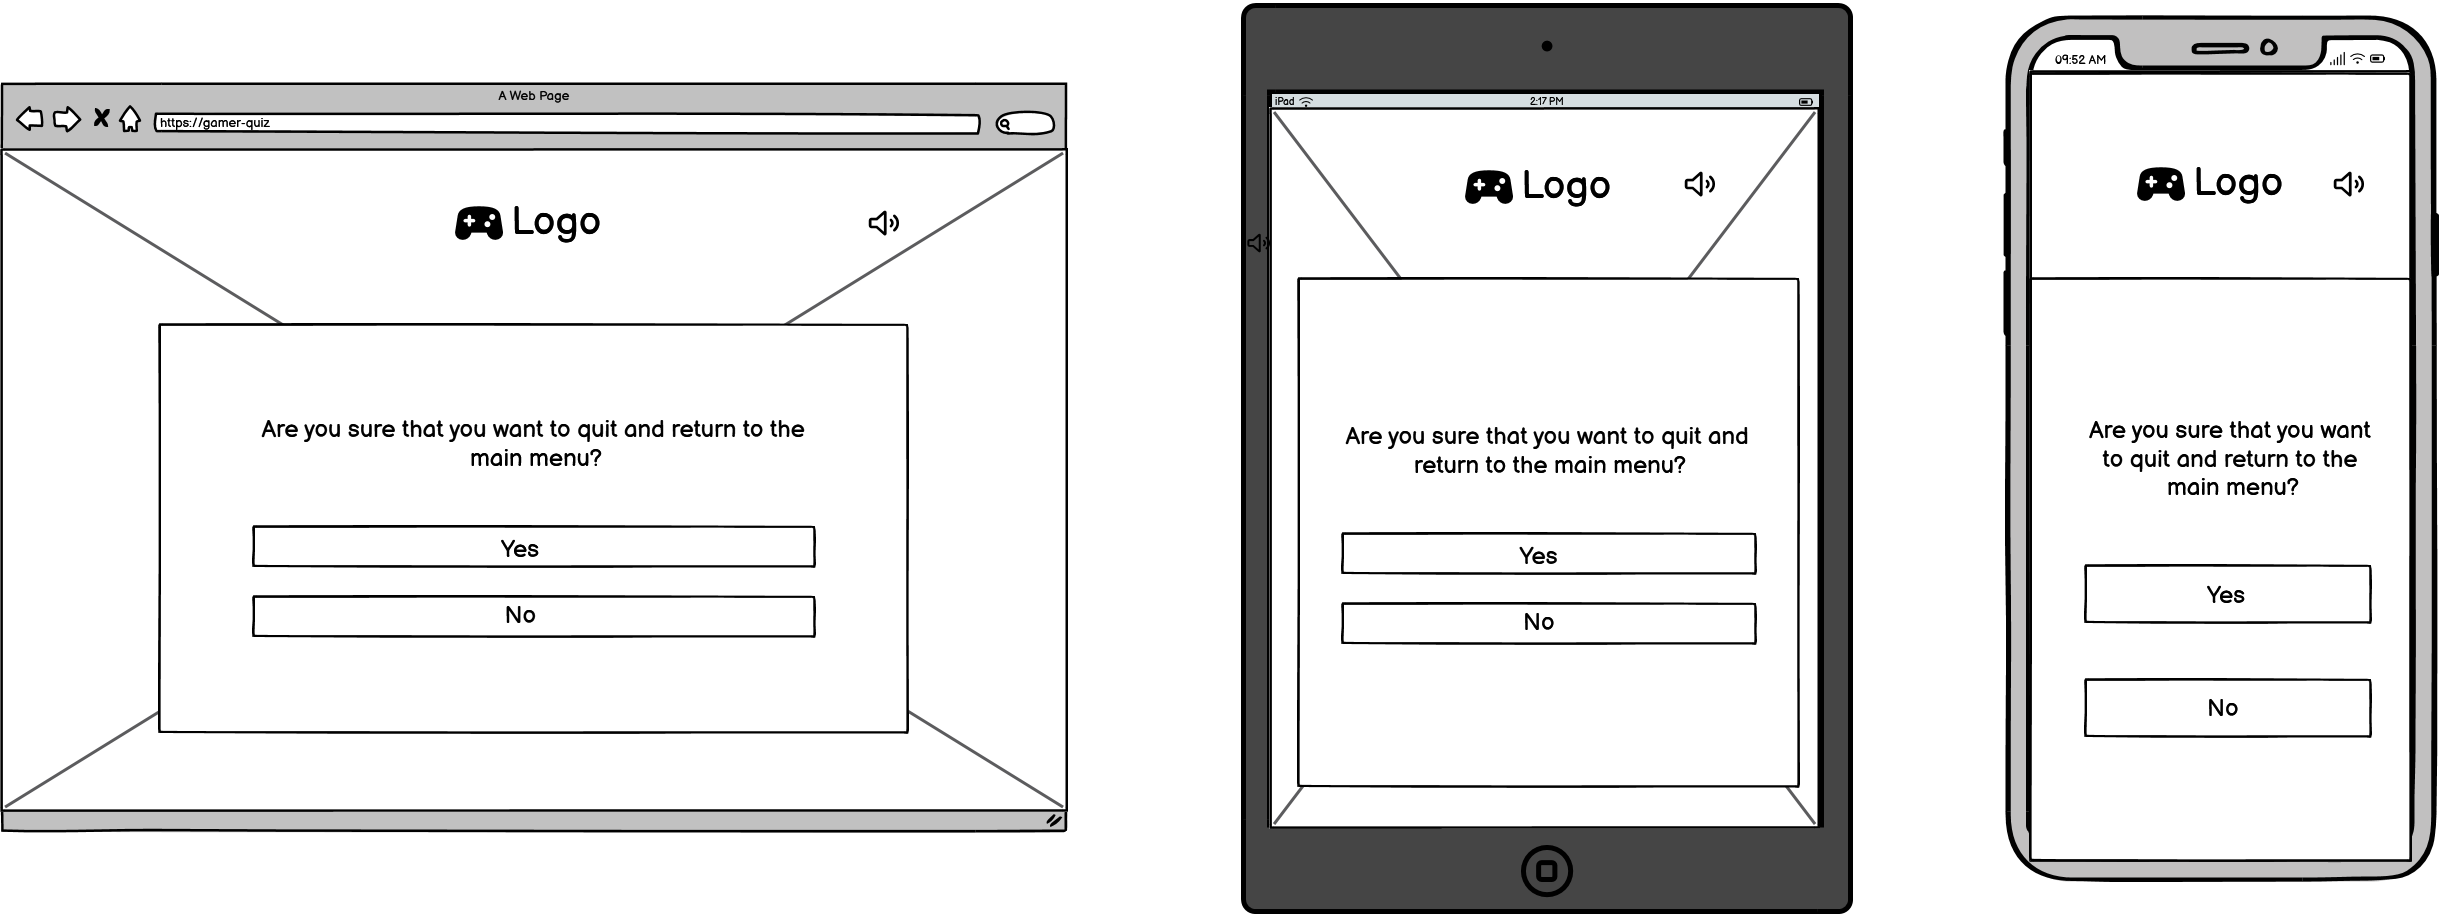 A Web Page
https://gamer-quiz
Logo
Are you sure that you want to quit and return to the
main menu?
Yes
No
iPad
2:17 PM
Logo
Are you sure that you want to quit and
return to the main menu?
Yes
No
09:52 AM
Logo
Are you sure that you want
to quit and return to the
main menu?
Yes
No